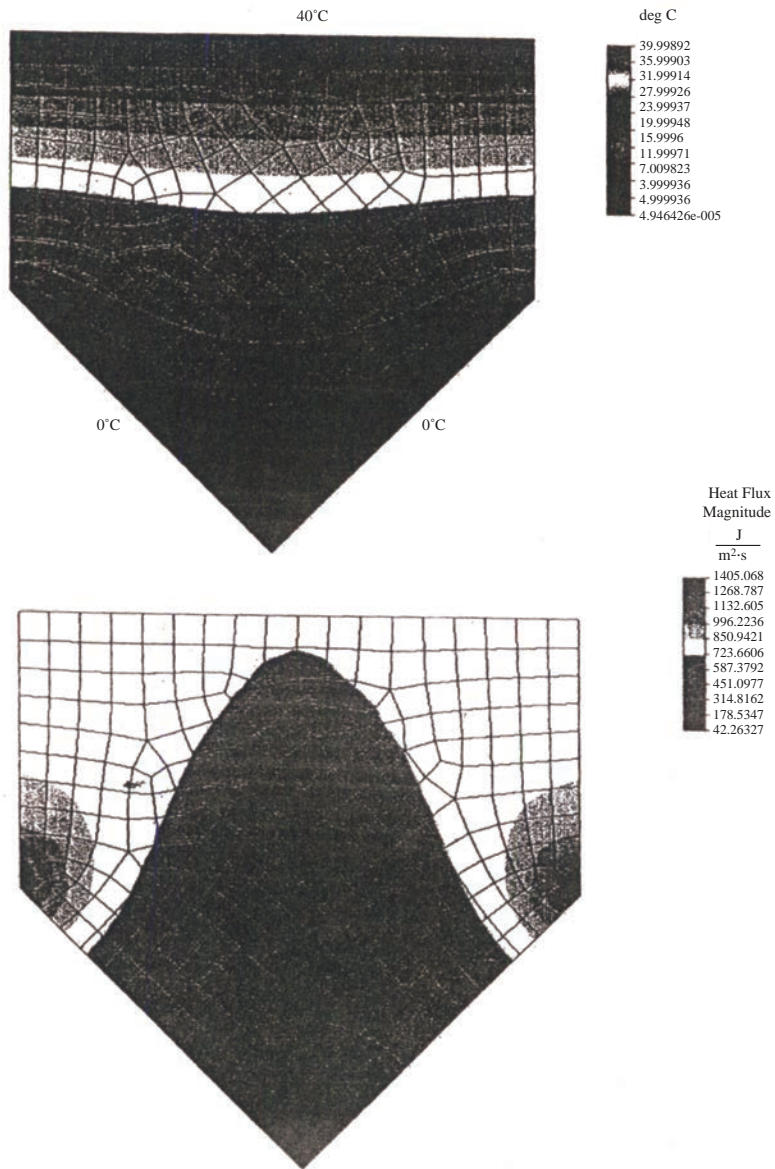 40°C
deg C
39.99892
35.99903
31.99914
27.99926
23.99937
19.99948
15.9996
11.99971
7.009823
3.999936
4.999936
4.946426e-005
0°C
0°C
Heat Flux
Magnitude
J
m²·s
1405.068
1268.787
1132.605
996.2236
850.9421
723.6606
587.3792
451.0977
314.8162
178.5347
42.26327